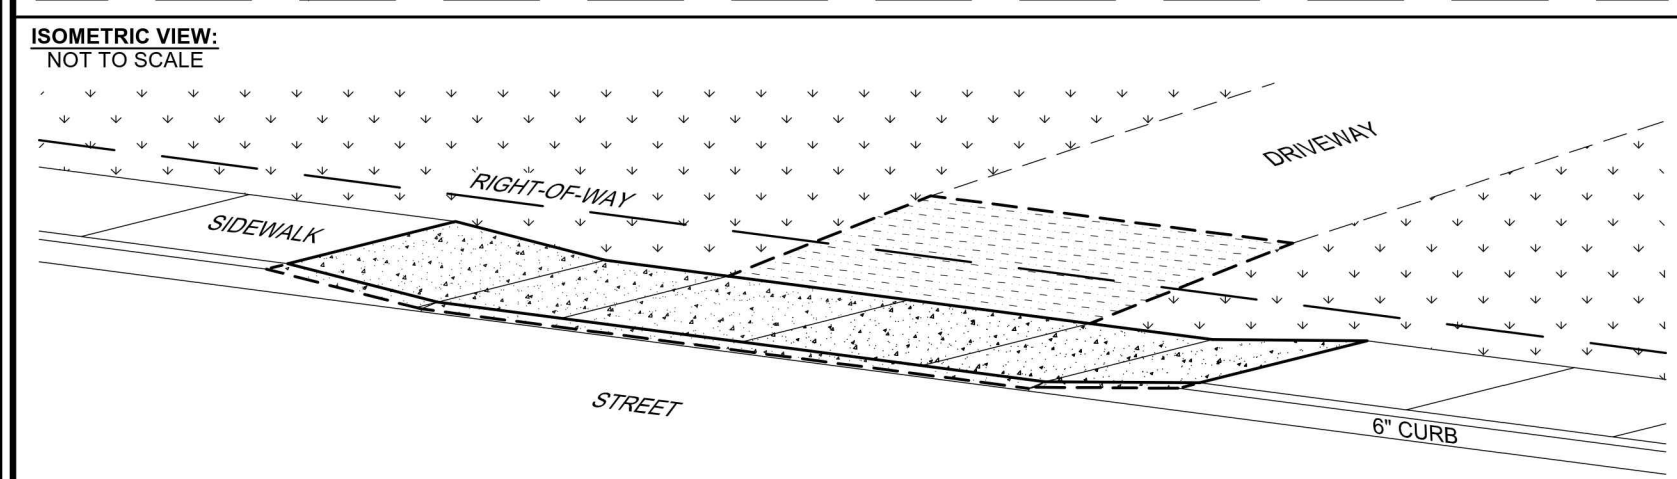 ISOMETRIC VIEW:
NOT TO SCALE
DRIVEWAY
RIGHT-OF-WAY
SIDEWALK
STREET
6" CURB